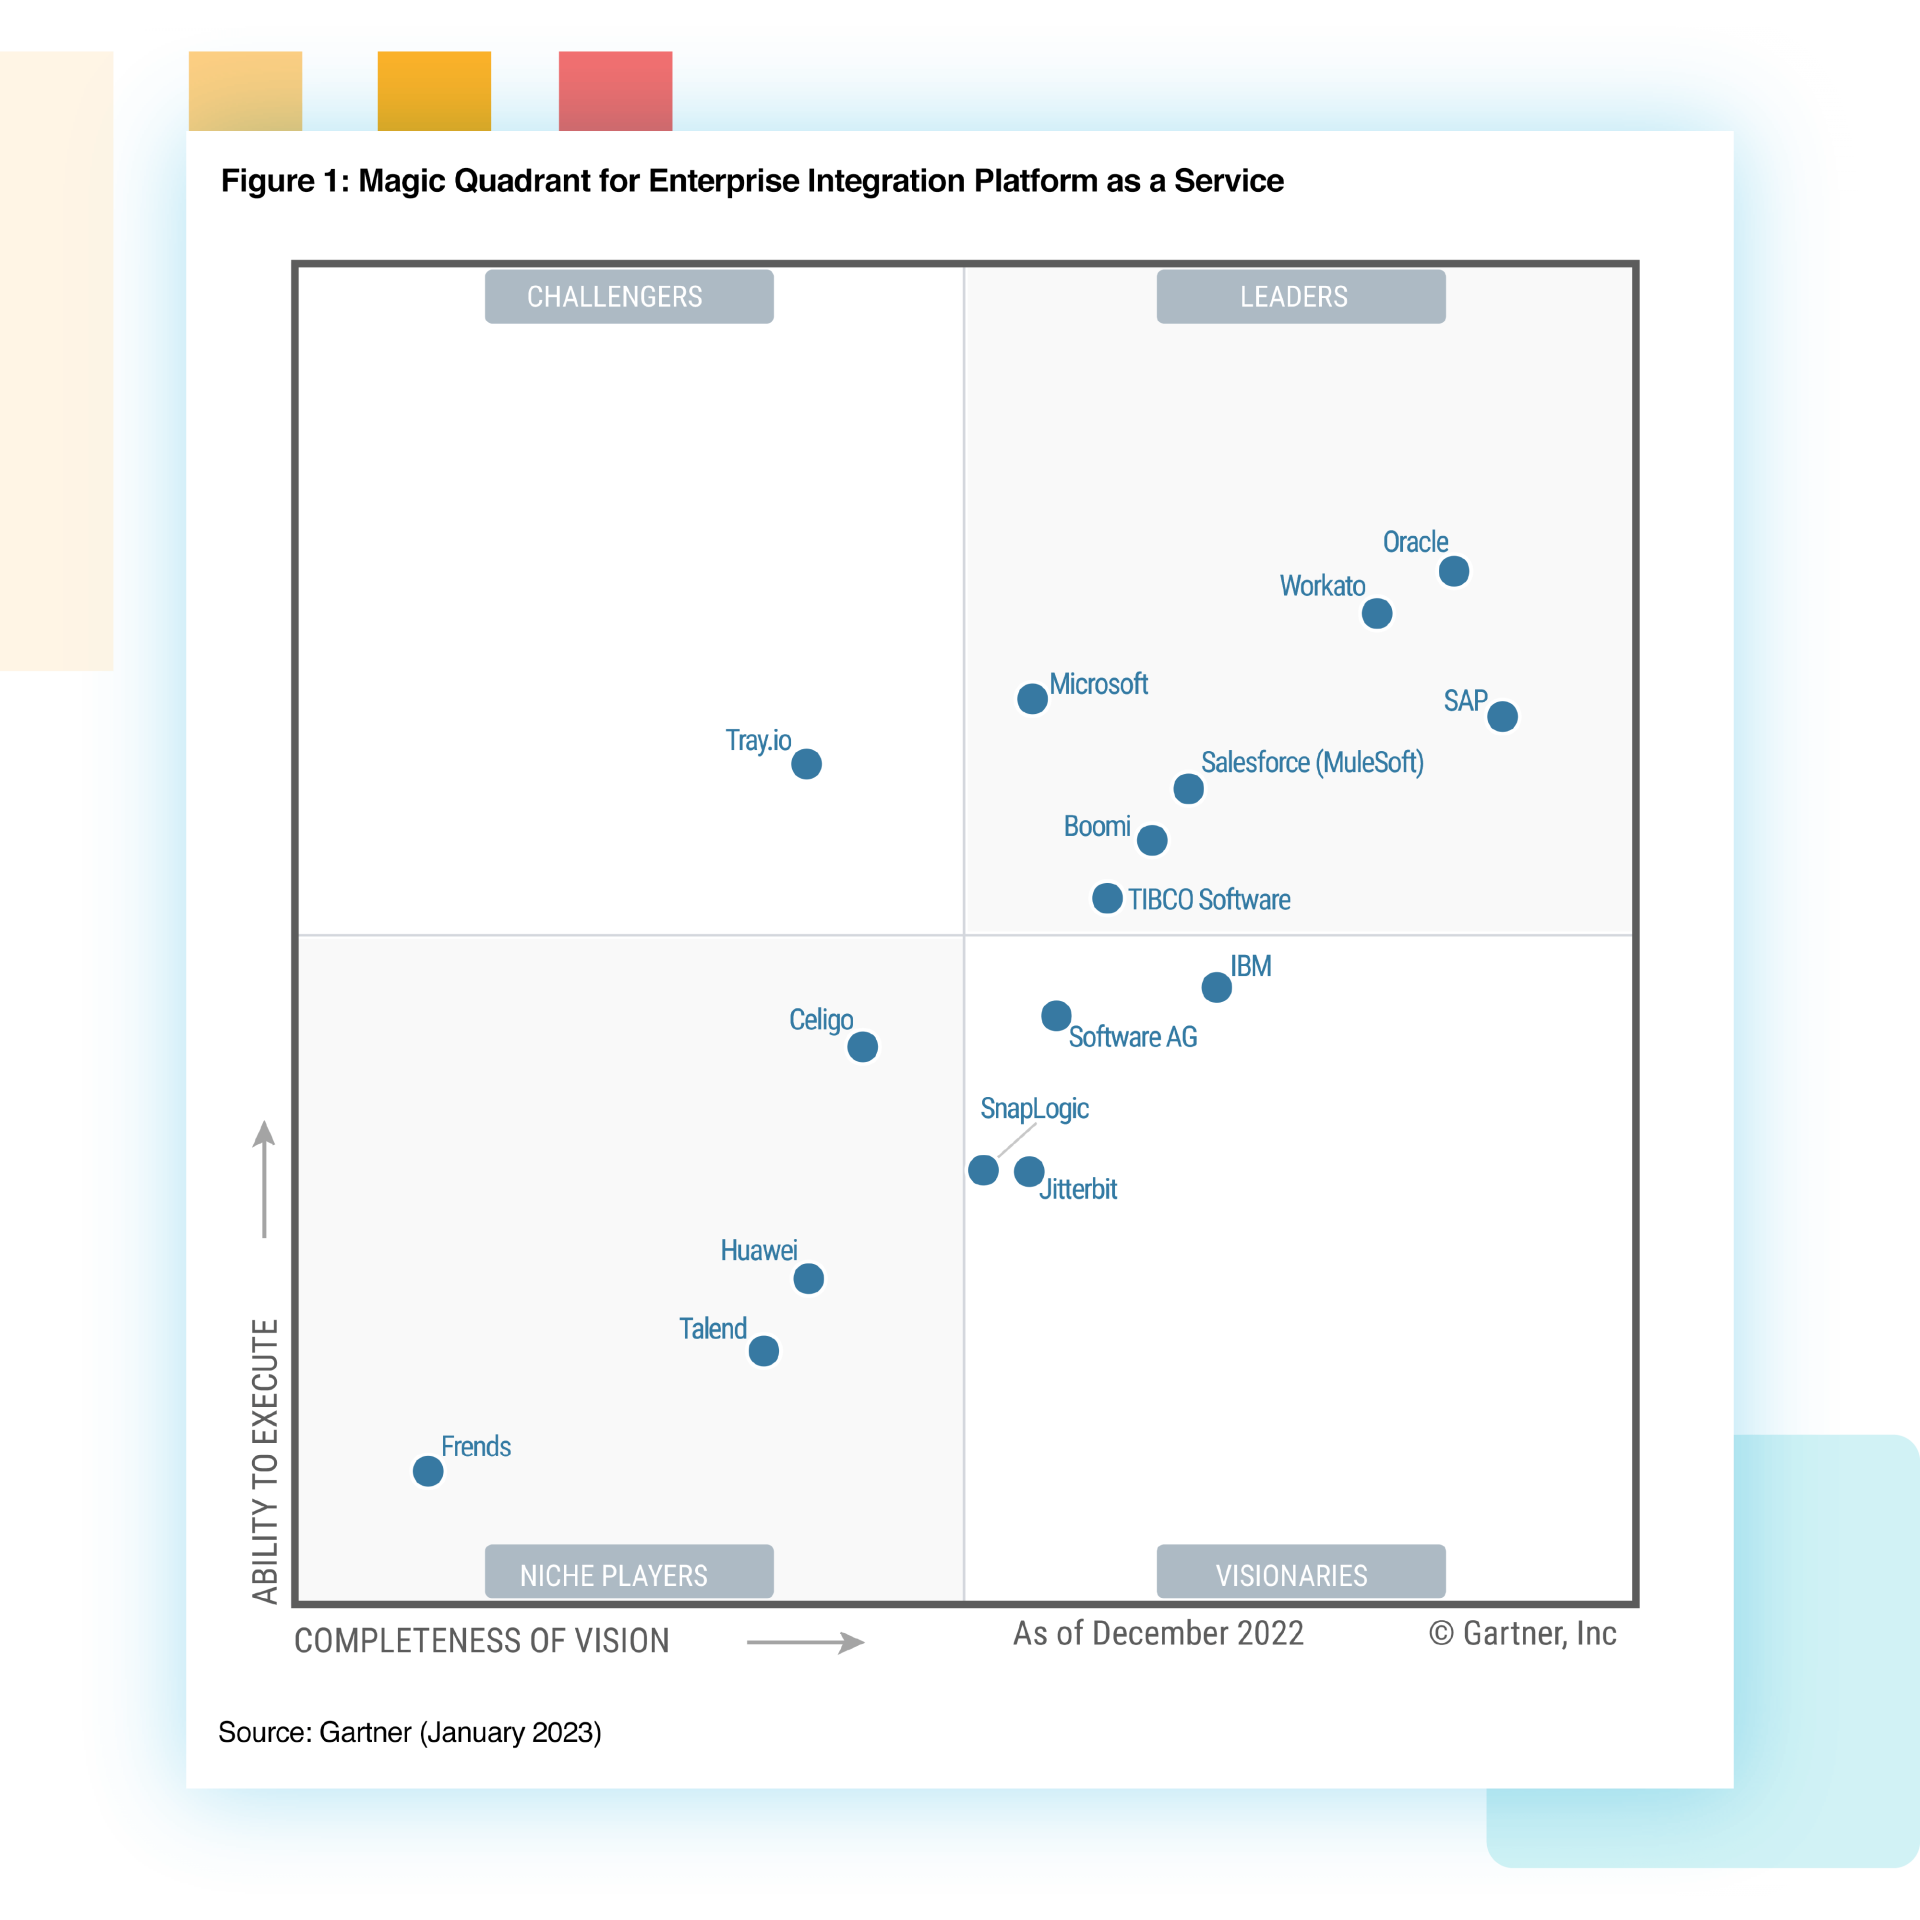 Figure 1: Magic Quadrant for Enterprise Integration Platform as a Service
CHALLENGERS
LEADERS
Oracle
Workato
Microsoft
SAP
Tray.io
Salesforce (MuleSoft)
Boomi
TIBCO Software
IBM
Celigo
Software AG
SnapLogic
Jitterbit
Huawei
Talend
Frends
NICHE PLAYERS
VISIONARIES
ABILITY TO EXECUTE
COMPLETENESS OF VISION
As of December 2022
© Gartner, Inc
Source: Gartner (January 2023)